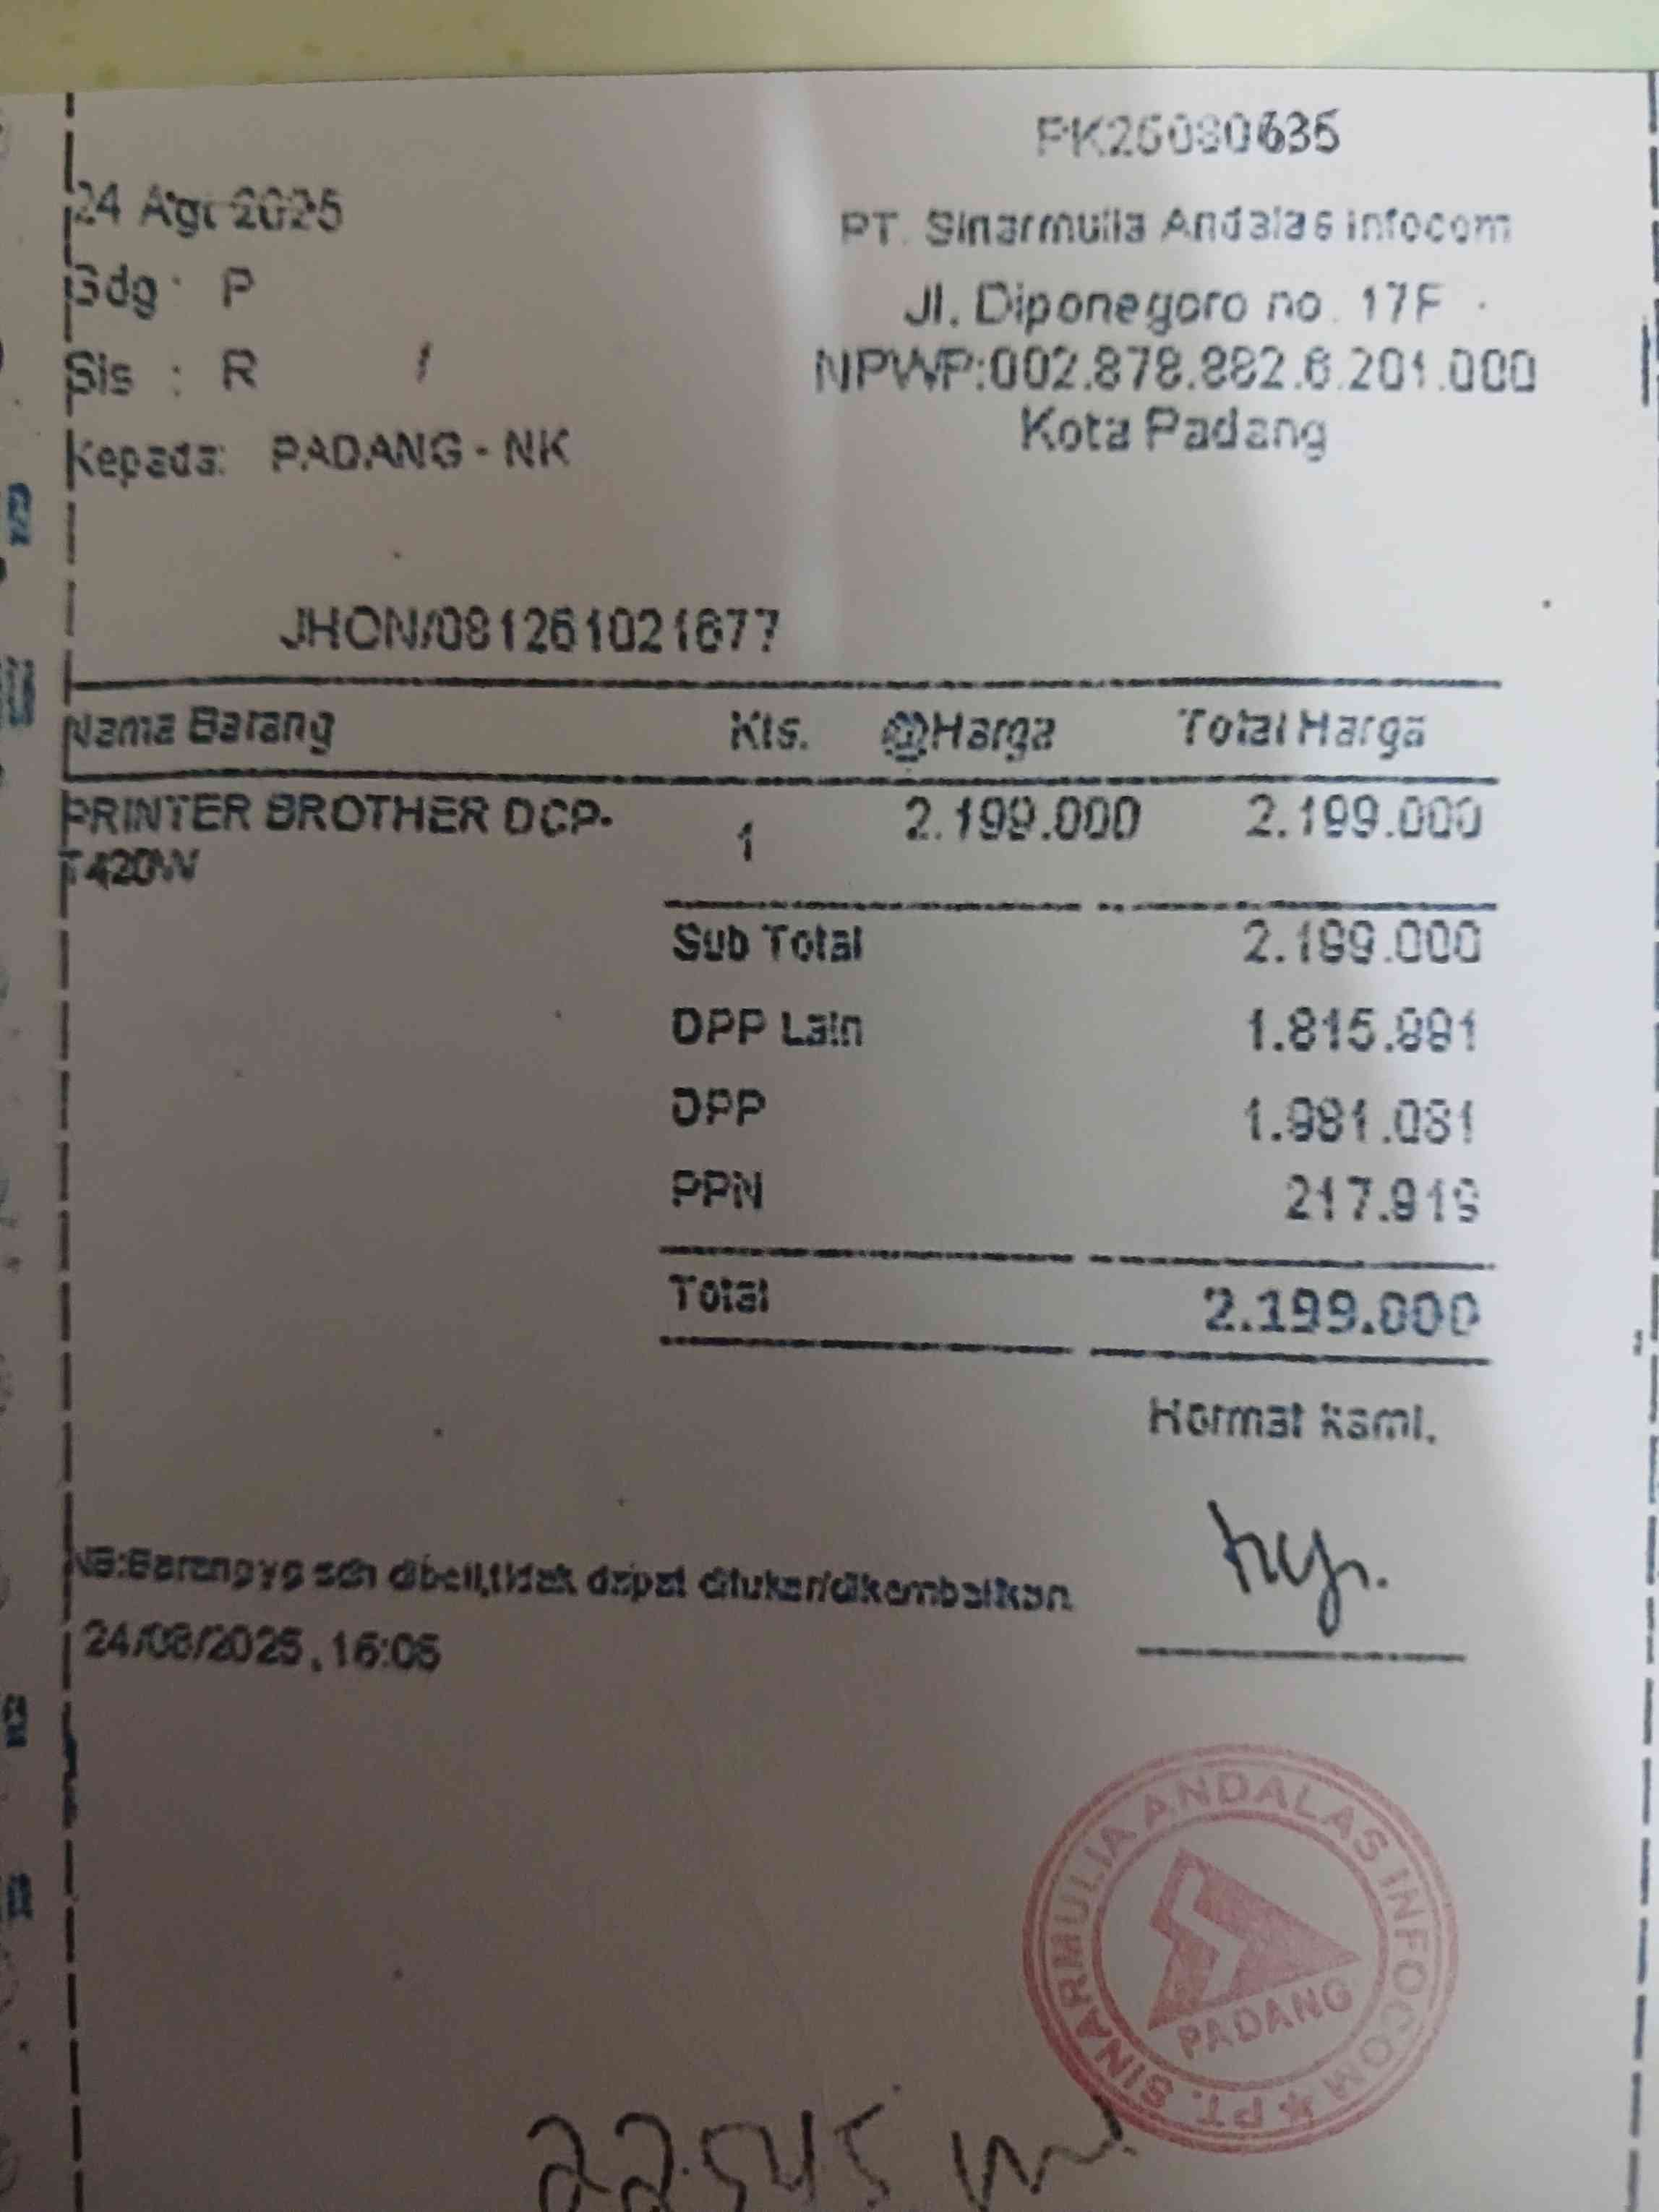 PK25080635
24 Agt 2025
PT. Sinarmulia Andalas Infocom
Gdg : P
Jl. Diponegoro no. 17F
Sls : R /
NPWP:002.878.882.6.201.000
Kepada: PADANG - NK
Kota Padang
JHON/081261021677
Nama Barang Kts. @Harga Total Harga
PRINTER BROTHER DCP- 1 2.199.000 2.199.000
T420W
Sub Total 2.199.000
DPP Lain 1.815.991
DPP 1.981.081
PPN 217.919
Total 2.199.000
Hormat kami,
NB:Barang yg sdh dibeli,tidak dapat ditukar/dikembalikan
24/08/2025, 16:05
PT. SINARMULIA ANDALAS INFOCOM
PADANG